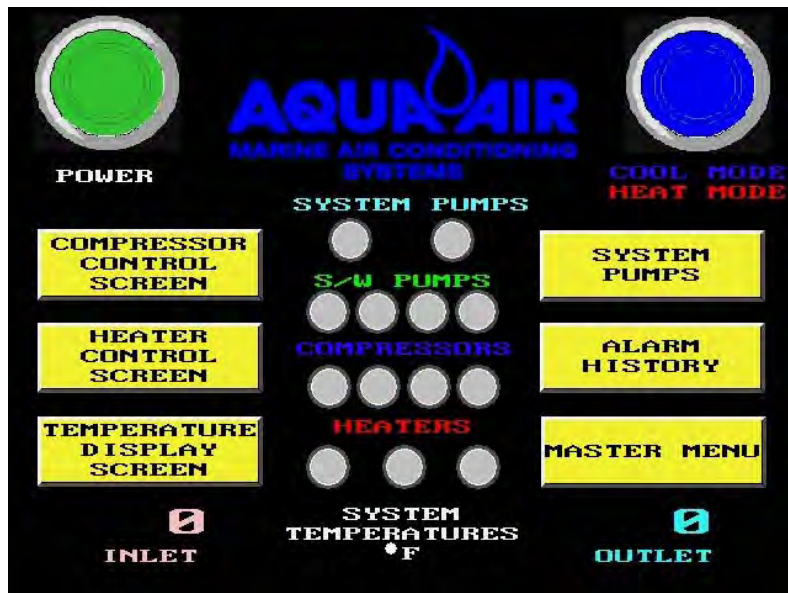 AQUA AIR
MARINE AIR CONDITIONING
SYSTEMS
POWER
COOL MODE
HEAT MODE
SYSTEM PUMPS
COMPRESSOR
CONTROL
SCREEN
SYSTEM
PUMPS
S/W PUMPS
HEATER
CONTROL
SCREEN
COMPRESSORS
ALARM
HISTORY
HEATERS
TEMPERATURE
DISPLAY
SCREEN
MASTER MENU
0
INLET
SYSTEM
TEMPERATURES
°F
0
OUTLET